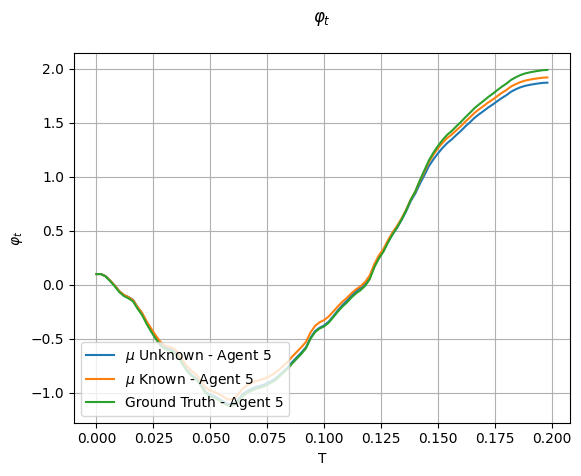 φt
2.0
1.5
1.0
0.5
0.0
−0.5
−1.0
φt
μ Unknown - Agent 5
μ Known - Agent 5
Ground Truth - Agent 5
0.000 0.025 0.050 0.075 0.100 0.125 0.150 0.175 0.200
T